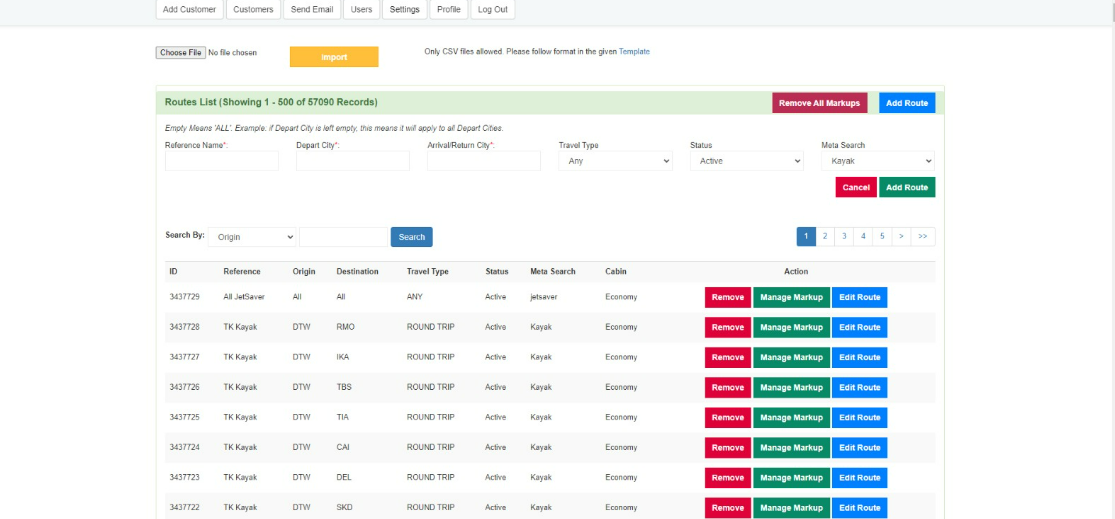 Add Customer Customers Send Email Users Settings Profile Log Out
Choose File No file chosen Import Only CSV files allowed. Please follow format in the given Template
Routes List (Showing 1 - 500 of 57090 Records) Remove All Markups Add Route
Empty Means 'ALL'. Example, if Depart City is left empty, this means it will apply to all Depart Cities.
Reference Name*: Depart City*: Arrival/Return City*: Travel Type Status Meta Search
Any Active Kayak
Cancel Add Route
Search By: Origin Search 1 2 3 4 5 > >>
ID Reference Origin Destination Travel Type Status Meta Search Cabin Action
3437729 All JetSaver All All ANY Active jetsaver Economy Remove Manage Markup Edit Route
3437728 TK Kayak DTW RMO ROUND TRIP Active Kayak Economy Remove Manage Markup Edit Route
3437727 TK Kayak DTW IKA ROUND TRIP Active Kayak Economy Remove Manage Markup Edit Route
3437726 TK Kayak DTW TBS ROUND TRIP Active Kayak Economy Remove Manage Markup Edit Route
3437725 TK Kayak DTW TIA ROUND TRIP Active Kayak Economy Remove Manage Markup Edit Route
3437724 TK Kayak DTW CAI ROUND TRIP Active Kayak Economy Remove Manage Markup Edit Route
3437723 TK Kayak DTW DEL ROUND TRIP Active Kayak Economy Remove Manage Markup Edit Route
3437722 TK Kayak DTW SKD ROUND TRIP Active Kayak Economy Remove Manage Markup Edit Route